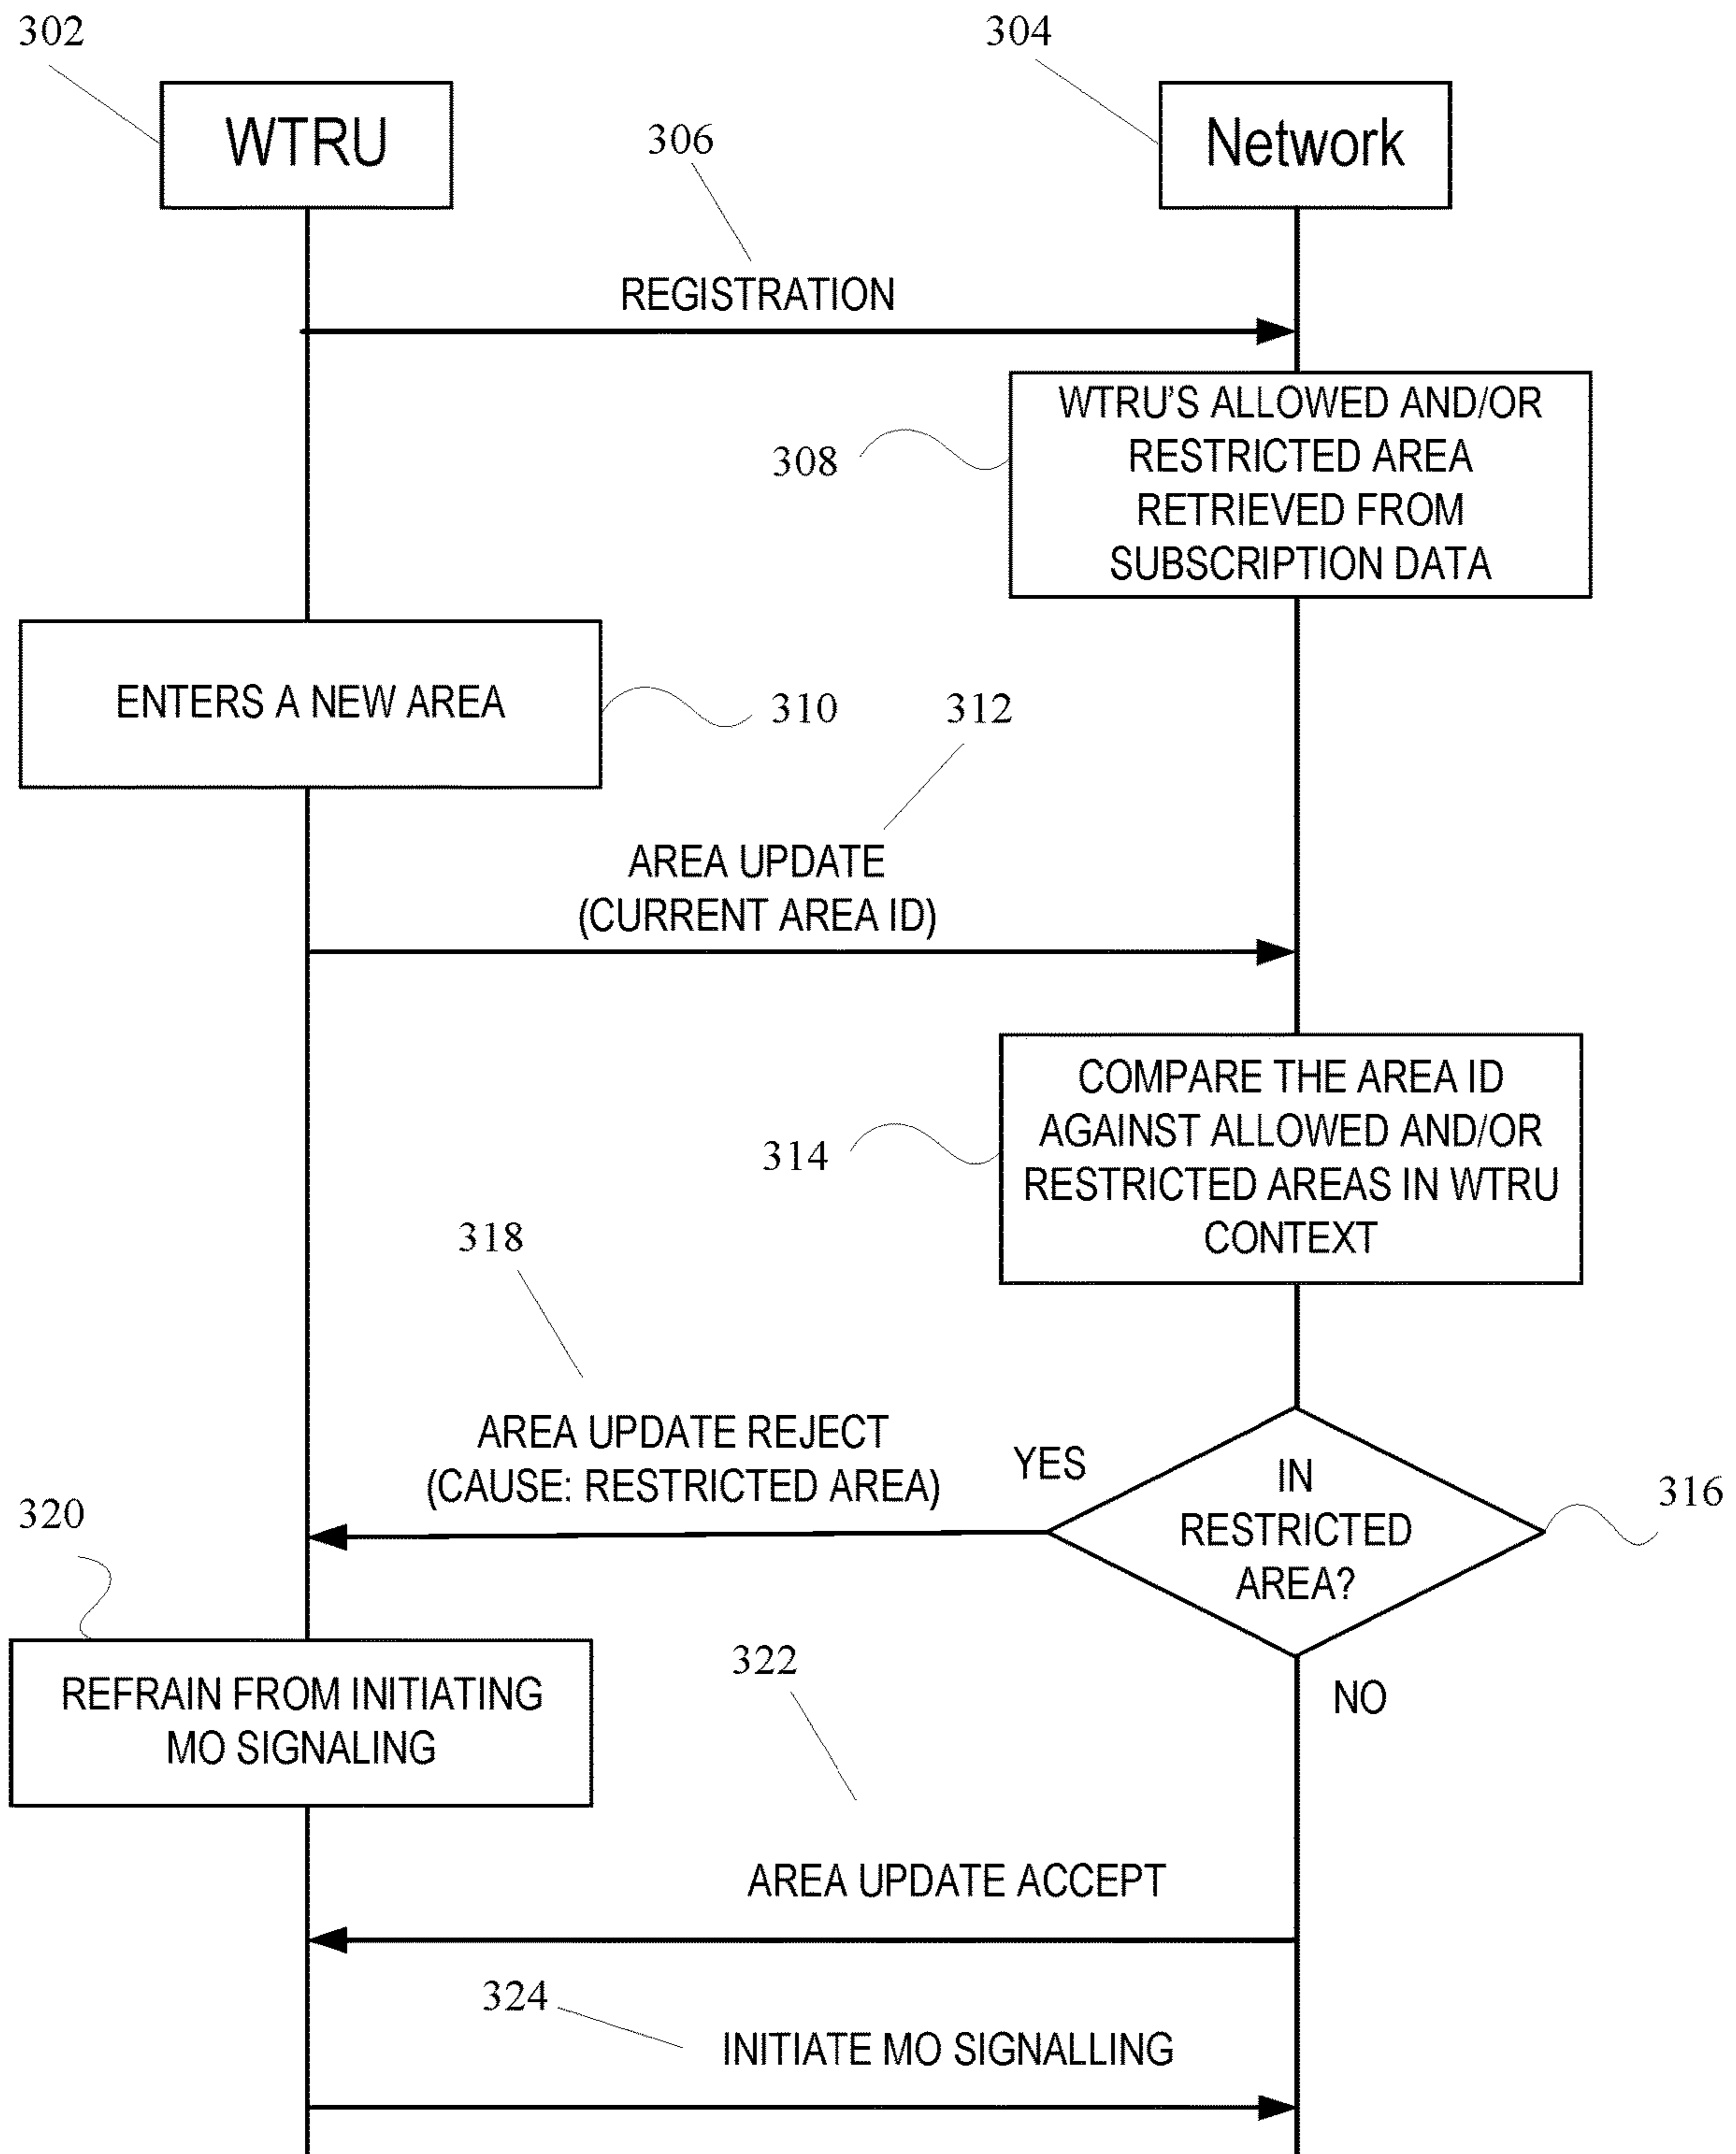 302
304
WTRU
Network
306
REGISTRATION
WTRU'S ALLOWED AND/OR
RESTRICTED AREA
RETRIEVED FROM
SUBSCRIPTION DATA
308
ENTERS A NEW AREA
310
312
AREA UPDATE
(CURRENT AREA ID)
COMPARE THE AREA ID
AGAINST ALLOWED AND/OR
RESTRICTED AREAS IN WTRU
CONTEXT
314
318
AREA UPDATE REJECT
(CAUSE: RESTRICTED AREA)
YES
IN
RESTRICTED
AREA?
316
320
REFRAIN FROM INITIATING
MO SIGNALING
322
NO
AREA UPDATE ACCEPT
324
INITIATE MO SIGNALLING